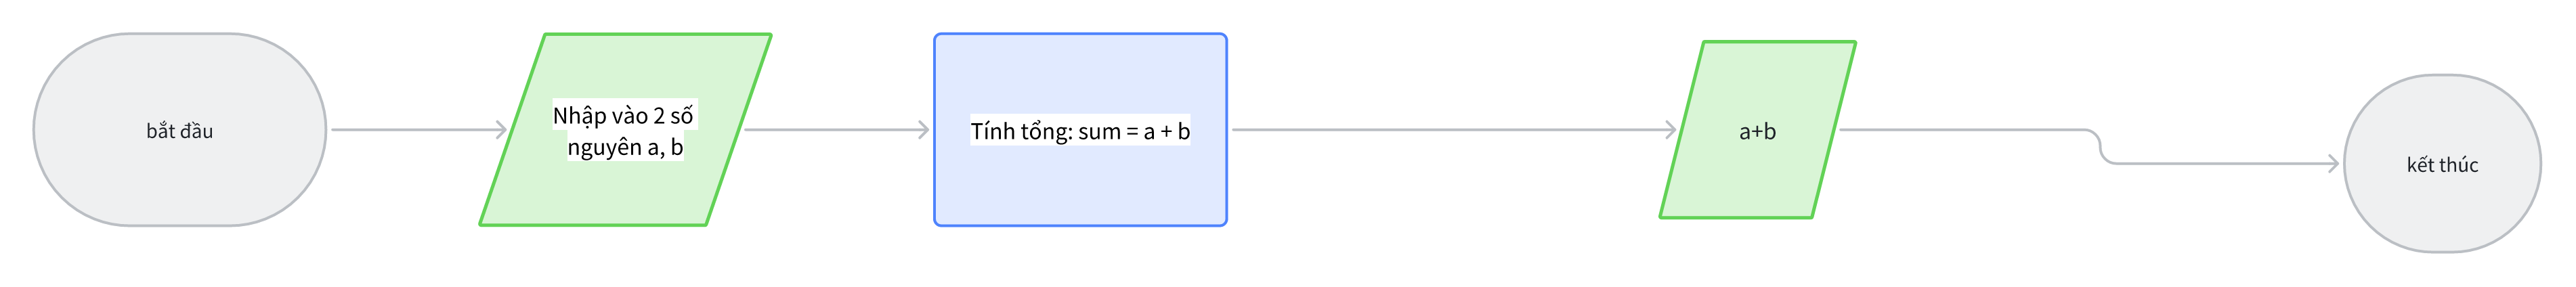 bắt đầu
Nhập vào 2 số
nguyên a, b
Tính tổng: sum = a + b
a+b
kết thúc